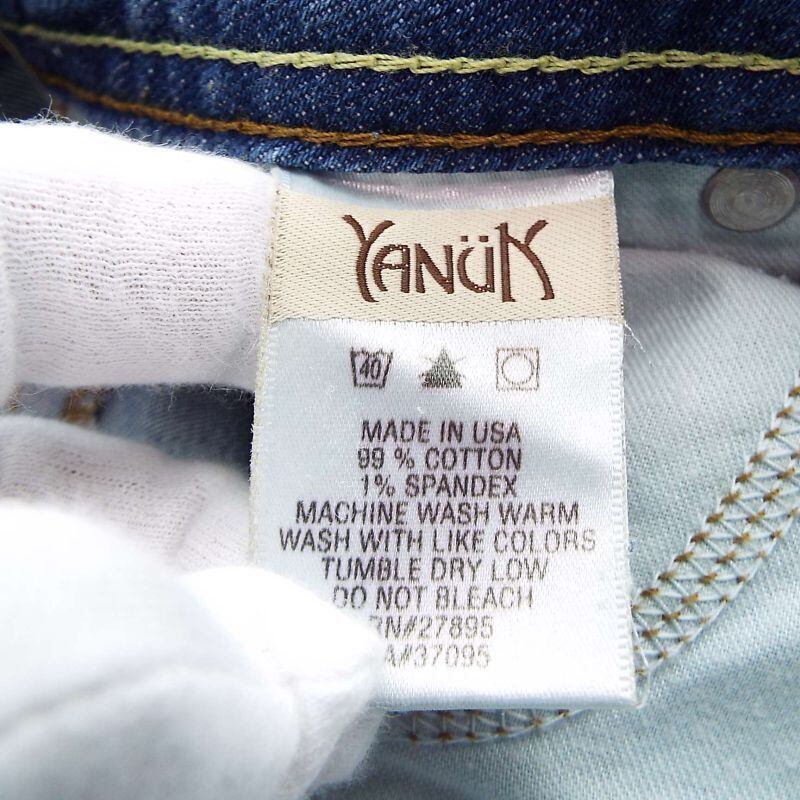 YANÜK
40
MADE IN USA
99 % COTTON
1% SPANDEX
MACHINE WASH WARM
WASH WITH LIKE COLORS
TUMBLE DRY LOW
DO NOT BLEACH
RN#27895
A#37095